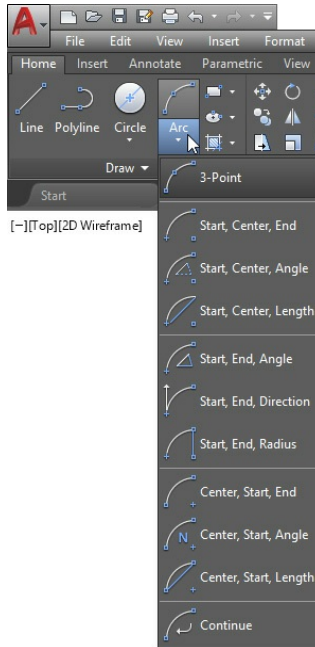 A
File Edit View Insert Format
Home Insert Annotate Parametric View
Line Polyline Circle Arc
Draw
Start
[−][Top][2D Wireframe]
3-Point
Start, Center, End
Start, Center, Angle
Start, Center, Length
Start, End, Angle
Start, End, Direction
Start, End, Radius
Center, Start, End
N
Center, Start, Angle
Center, Start, Length
Continue